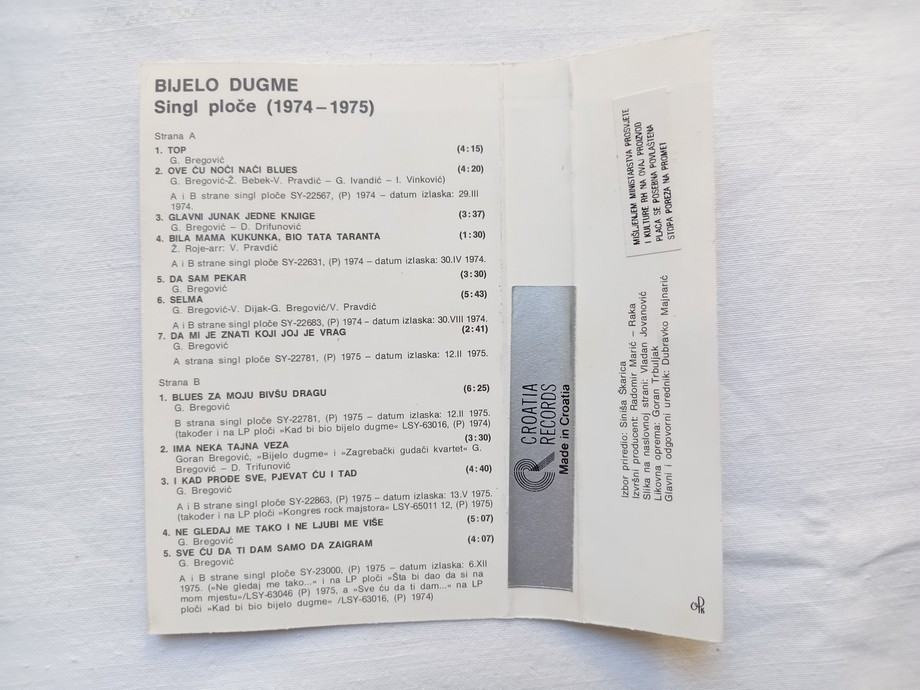 BIJELO DUGME
Singl ploče (1974–1975)
Strana A
1. TOP (4:15)
G. Bregović
2. OVE ĆU NOĆI NAĆI BLUES (4:20)
G. Bregović-Ž. Bebek-V. Pravdić – G. Ivandić – I. Vinković)
A i B strane singl ploče SY-22567, (P) 1974 – datum izlaska: 29.III
1974.
3. GLAVNI JUNAK JEDNE KNJIGE (3:37)
G. Bregović – D. Drifunović
4. BILA MAMA KUKUNKA, BIO TATA TARANTA (1:30)
Ž. Roje-arr: V. Pravdić
A i B strane singl ploče SY-22631, (P) 1974 – datum izlaska: 30.IV 1974.
5. DA SAM PEKAR (3:30)
G. Bregović
6. SELMA (5:43)
G. Bregović-V. Dijak-G. Bregović/V. Pravdić
A i B strane singl ploče SY-22683, (P) 1974 – datum izlaska: 30.VIII 1974.
7. DA MI JE ZNATI KOJI JOJ JE VRAG (2:41)
G. Bregović
A strana singl ploče SY-22781, (P) 1975 – datum izlaska: 12.II 1975.
Strana B
1. BLUES ZA MOJU BIVŠU DRAGU (6:25)
G. Bregović
B strana singl ploče SY-22781, (P) 1975 – datum izlaska: 12.II 1975.
(također i na LP ploči »Kad bi bio bijelo dugme« LSY-63016, (P) 1974)
2. IMA NEKA TAJNA VEZA (3:30)
Goran Bregović, »Bijelo dugme« i »Zagrebački gudači kvartet« G.
Bregović – D. Trifunović
3. I KAD PROĐE SVE, PJEVAT ĆU I TAD (4:40)
G. Bregović
A i B strane singl ploče SY-22863, (P) 1975 – datum izlaska: 13.V 1975.
(također i na LP ploči »Kongres rock majstora« LSY-65011 12, (P) 1975)
4. NE GLEDAJ ME TAKO I NE LJUBI ME VIŠE (5:07)
G. Bregović
5. SVE ĆU DA TI DAM SAMO DA ZAIGRAM (4:07)
G. Bregović
A i B strane singl ploče SY-23000, (P) 1975 – datum izlaska: 6.XII
1975. (»Ne gledaj me tako...« i na LP ploči »Šta bi dao da si na
mom mjestu«/LSY-63046 (P) 1975, a »Sve ću da ti dam...« na LP
ploči »Kad bi bio bijelo dugme« /LSY-63016, (P) 1974)
CROATIA
RECORDS
Made in Croatia
MIŠLJENJEM MINISTARSTVA PROSVJETE
I KULTURE RH NA OVAJ PROIZVOD
PLAĆA SE POSEBNA POVLAŠTENA
STOPA POREZA NA PROMET
Izbor priredio: Siniša Škarica
Izvršni producent: Radomir Marić – Raka
Slika na naslovnoj strani: Vladan Jovanović
Likovna oprema: Goran Trbuljak
Glavni i odgovorni urednik: Dubravko Majnarić